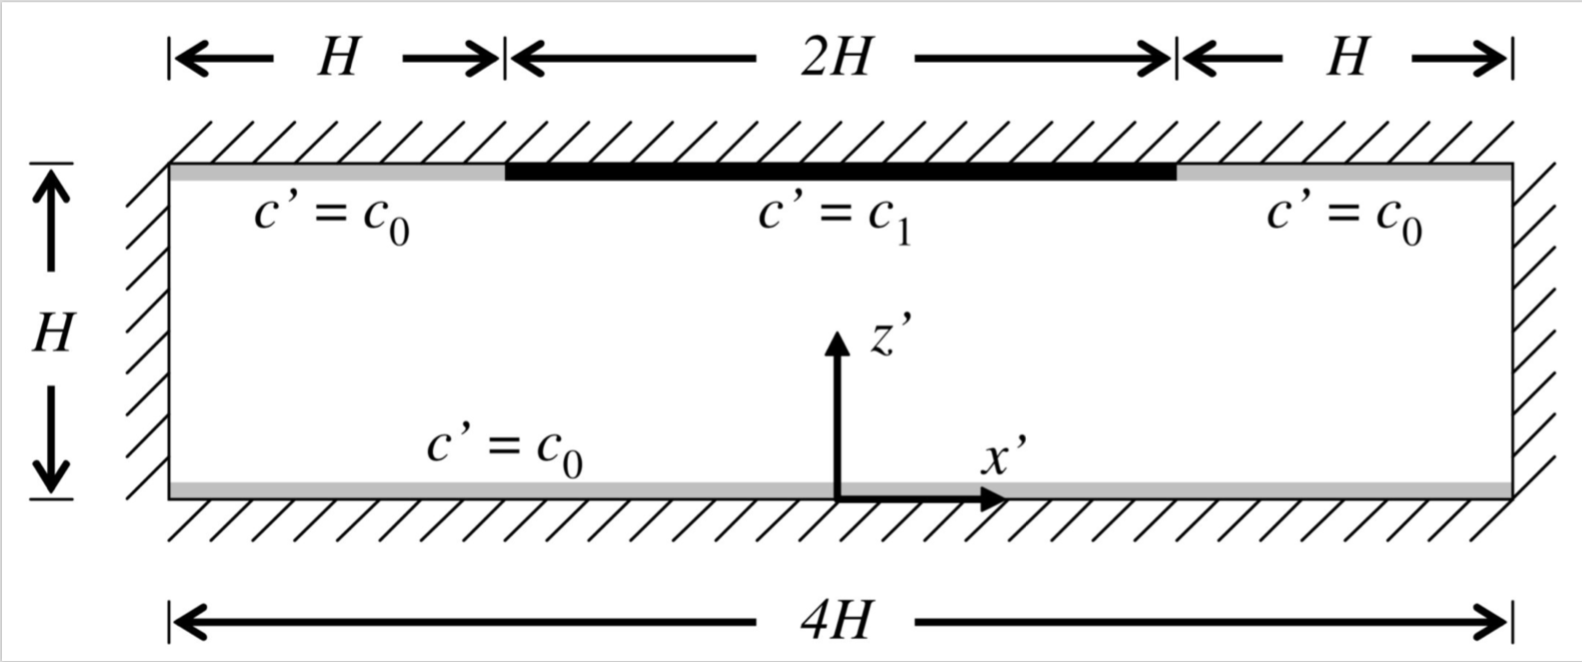 H 2H H
c’ = c₀ c’ = c₁ c’ = c₀
H
z’
c’ = c₀ x’
4H